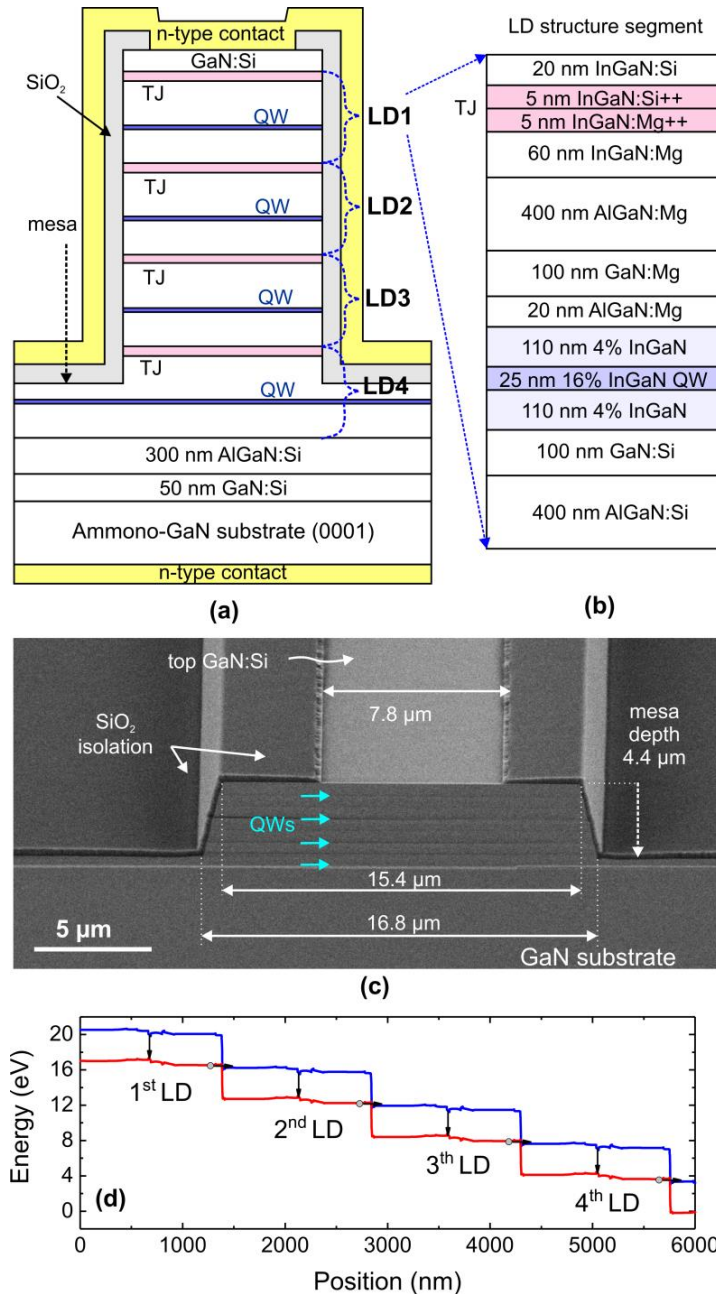 n-type contact
GaN:Si
SiO₂
TJ
QW
LD1
mesa
TJ
QW
LD2
TJ
QW
LD3
TJ
QW
LD4
300 nm AlGaN:Si
50 nm GaN:Si
Ammono-GaN substrate (0001)
n-type contact
(a)
LD structure segment
20 nm InGaN:Si
TJ
5 nm InGaN:Si++
5 nm InGaN:Mg++
60 nm InGaN:Mg
400 nm AlGaN:Mg
100 nm GaN:Mg
20 nm AlGaN:Mg
110 nm 4% InGaN
25 nm 16% InGaN QW
110 nm 4% InGaN
100 nm GaN:Si
400 nm AlGaN:Si
(b)
top GaN:Si
7.8 µm
SiO₂
isolation
mesa
depth
4.4 µm
QWs
15.4 µm
16.8 µm
5 µm
GaN substrate
(c)
Energy (eV)
20
16
12
8
4
0
1st LD
2nd LD
3th LD
4th LD
(d)
0
1000
2000
3000
4000
5000
6000
Position (nm)